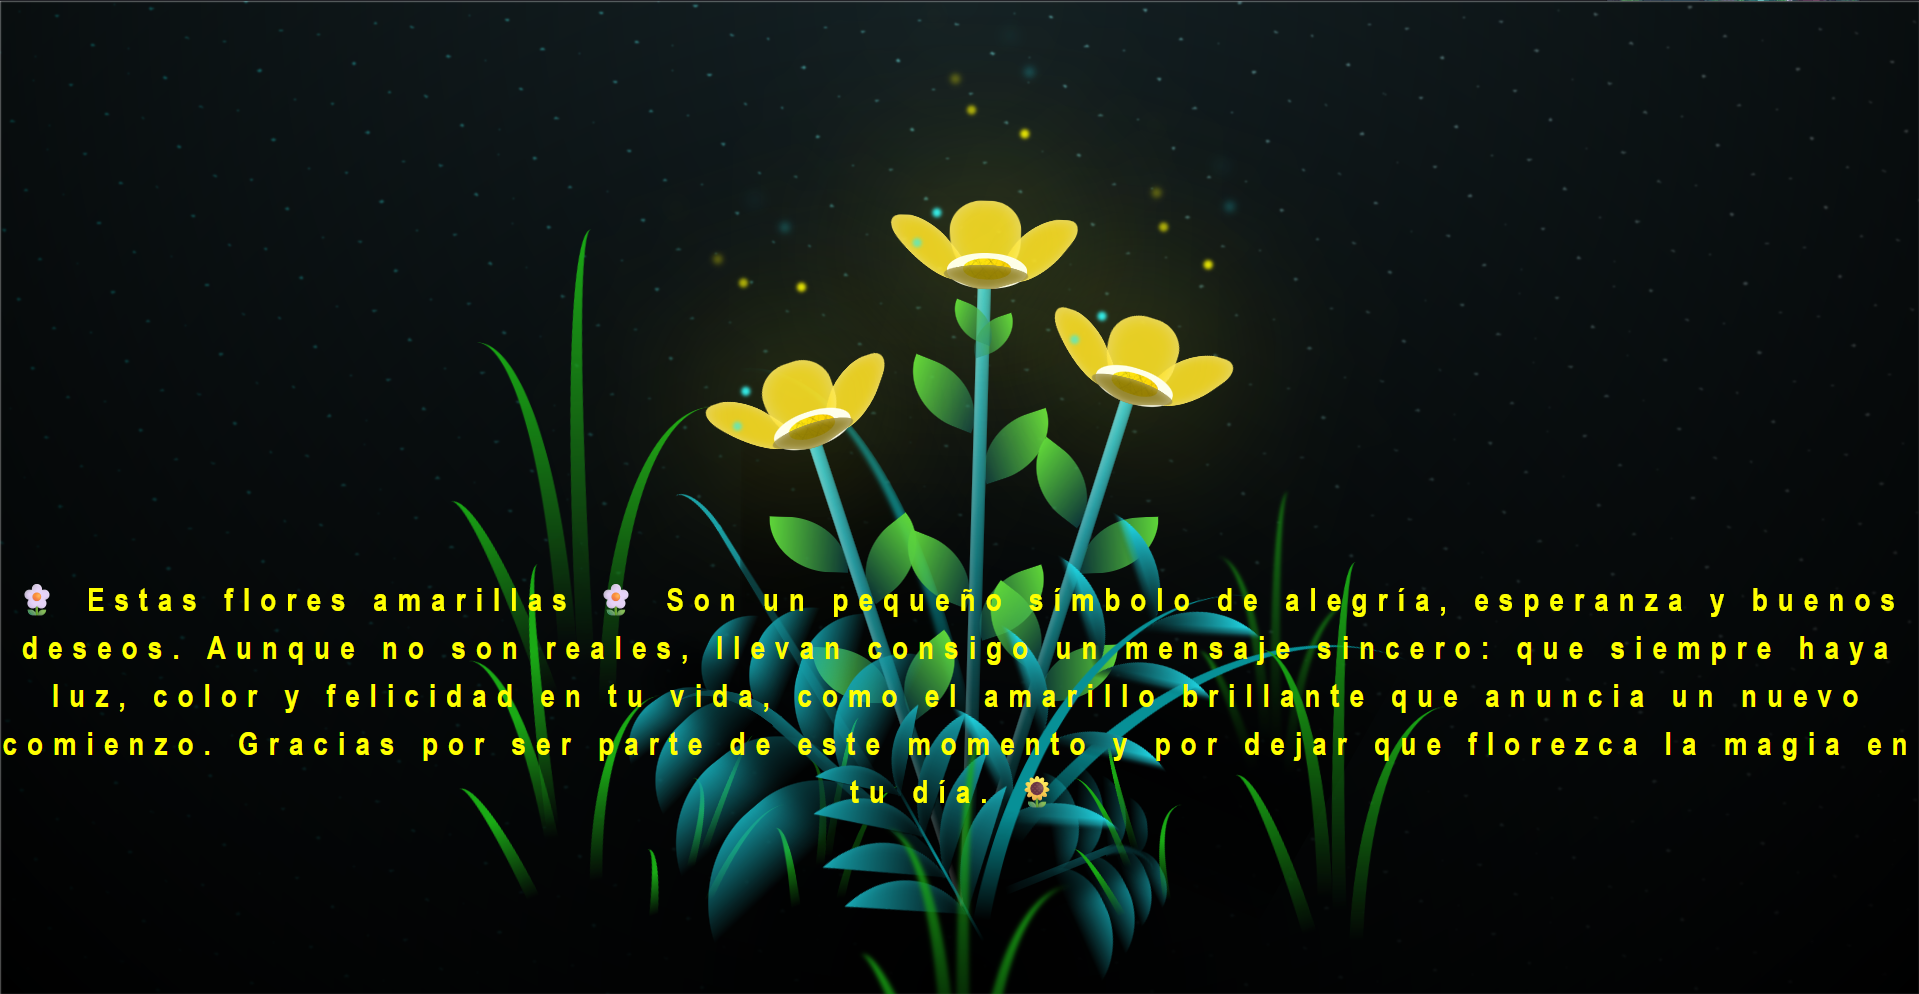 🌸 Estas flores amarillas 🌸 Son un pequeño símbolo de alegría, esperanza y buenos
deseos. Aunque no son reales, llevan consigo un mensaje sincero: que siempre haya
luz, color y felicidad en tu vida, como el amarillo brillante que anuncia un nuevo
comienzo. Gracias por ser parte de este momento y por dejar que florezca la magia en
tu día. 🌻